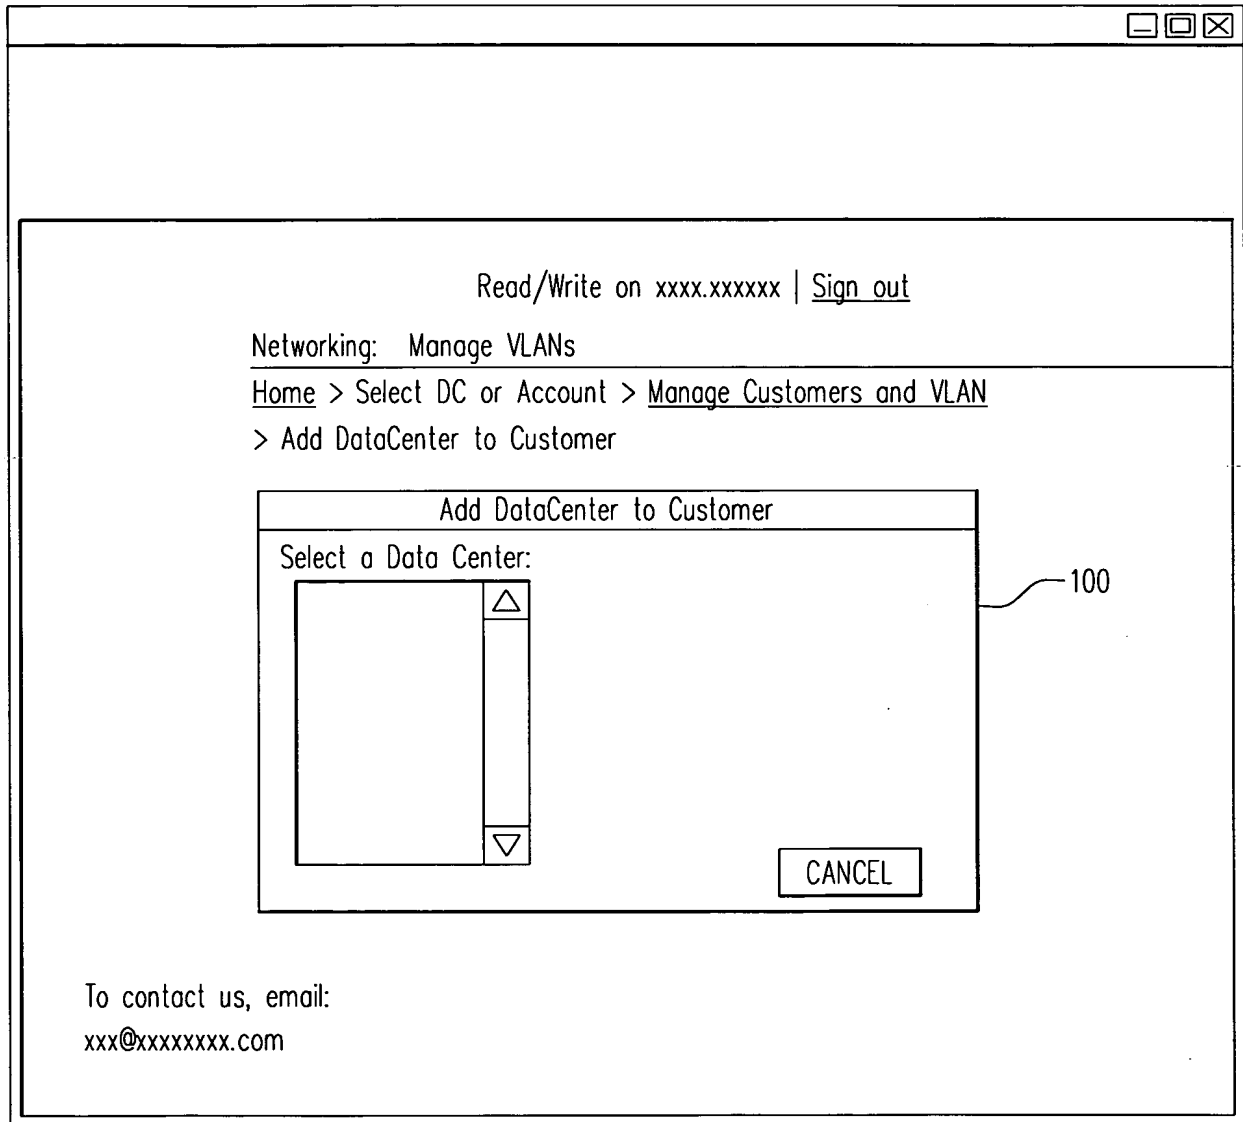 Read/Write on xxxx.xxxxxx | Sign out
Networking: Manage VLANs
Home > Select DC or Account > Manage Customers and VLAN
> Add DataCenter to Customer
Add DataCenter to Customer
Select a Data Center:
100
CANCEL
To contact us, email:
xxx@xxxxxxxx.com